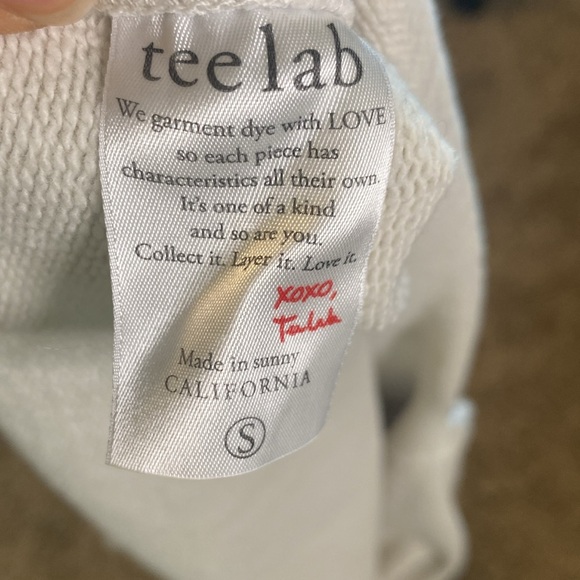 tee lab
We garment dye with LOVE
so each piece has
characteristics all their own.
It's one of a kind
and so are you.
Collect it. Layer it. Love it.
xoxo,
Made in sunny
CALIFORNIA
S